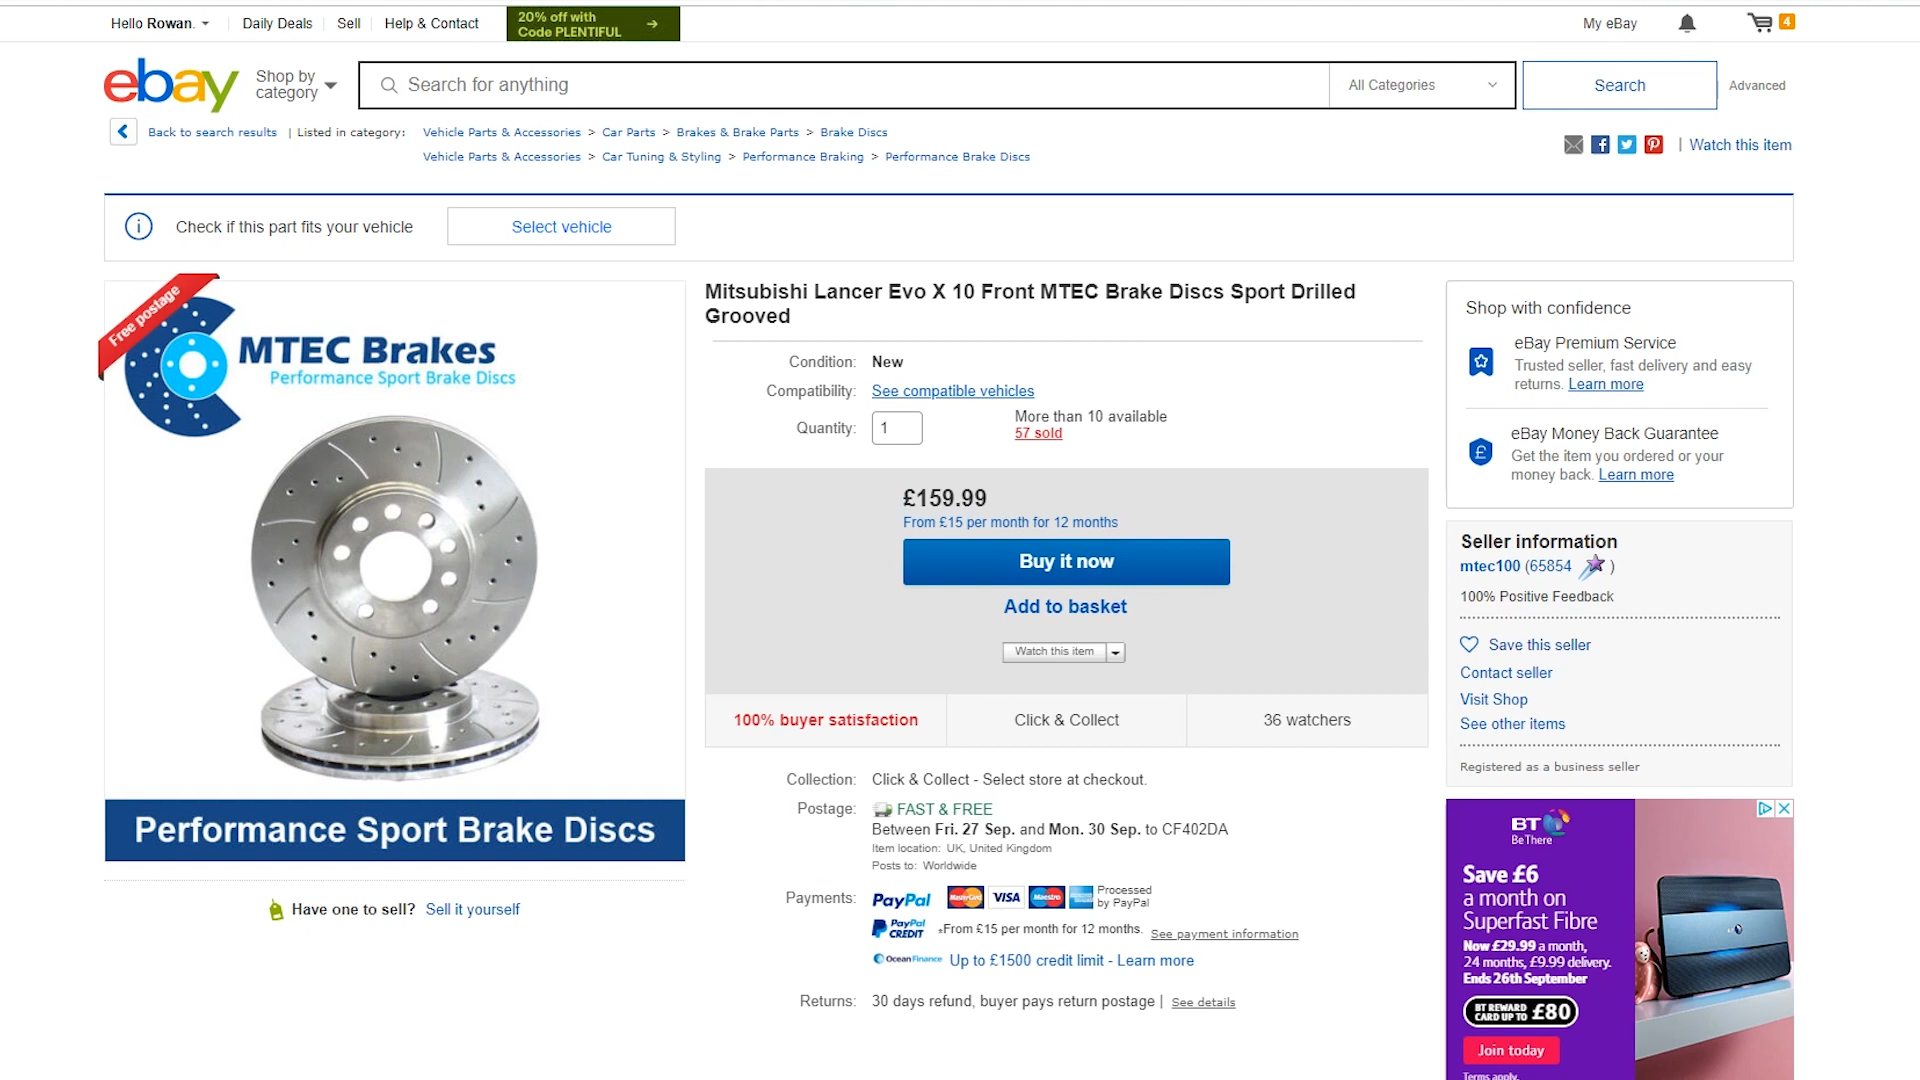 Hello Rowan.
Daily Deals
Sell
Help & Contact
20% off with
Code PLENTIFUL
My eBay
4
ebay
Shop by
category
Search for anything
All Categories
Search
Advanced
Back to search results | Listed in category:
Vehicle Parts & Accessories > Car Parts > Brakes & Brake Parts > Brake Discs
Vehicle Parts & Accessories > Car Tuning & Styling > Performance Braking > Performance Brake Discs
| Watch this item
Check if this part fits your vehicle
Select vehicle
Free postage
MTEC Brakes
Performance Sport Brake Discs
Performance Sport Brake Discs
Have one to sell? Sell it yourself
Mitsubishi Lancer Evo X 10 Front MTEC Brake Discs Sport Drilled
Grooved
Condition: New
Compatibility: See compatible vehicles
Quantity: 1
More than 10 available
57 sold
£159.99
From £15 per month for 12 months
Buy it now
Add to basket
Watch this item
100% buyer satisfaction
Click & Collect
36 watchers
Collection: Click & Collect - Select store at checkout.
Postage: FAST & FREE
Between Fri. 27 Sep. and Mon. 30 Sep. to CF402DA
Item location: UK, United Kingdom
Posts to: Worldwide
Payments: PayPal MasterCard VISA Maestro Processed
by PayPal
PayPal
CREDIT
*From £15 per month for 12 months. See payment information
Ocean Finance Up to £1500 credit limit - Learn more
Returns: 30 days refund, buyer pays return postage | See details
Shop with confidence
eBay Premium Service
Trusted seller, fast delivery and easy
returns. Learn more
eBay Money Back Guarantee
Get the item you ordered or your
money back. Learn more
Seller information
mtec100 (65854 )
100% Positive Feedback
Save this seller
Contact seller
Visit Shop
See other items
Registered as a business seller
BT
Be There
Save £6
a month on
Superfast Fibre
Now £29.99 a month,
24 months, £9.99 delivery.
Ends 26th September
BT REWARD
CARD UP TO £80
Join today
Terms apply.